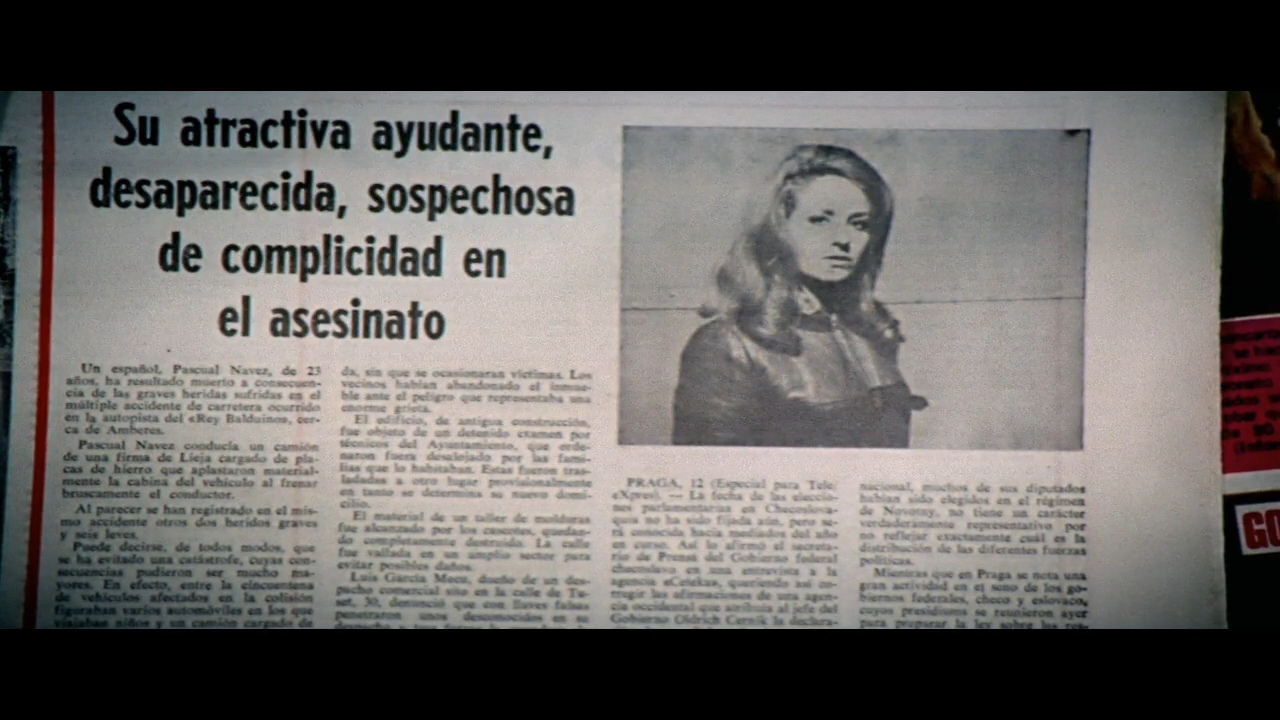 Su atractiva ayudante,
desaparecida, sospechosa
de complicidad en
el asesinato
Un español, Pascual Navez, de 23
años, ha resultado muerto a consecuen-
cia de las graves heridas sufridas en el
múltiple accidente de carretera ocurrido
en la autopista del «Rey Balduino», cer-
ca de Amberes.
Pascual Navez conducía un camión
de una firma de Lieja cargado de pla-
cas de hierro que aplastaron material-
mente la cabina del vehículo al frenar
bruscamente el conductor.
Al parecer se han registrado en el mis-
mo accidente otros dos heridos graves
y seis leves.
Puede decirse, de todos modos, que
se ha evitado una catástrofe, cuyas con-
secuencias pudieron ser mucho ma-
yores. En efecto, entre la cincuentena
de vehículos afectados en la colisión
figuraban varios automóviles en los que
viajaban niños y un camión cargado de
da, sin que se ocasionaran víctimas. Los
vecinos habían abandonado el inmue-
ble ante el peligro que representaba una
enorme grieta.
El edificio, de antigua construcción,
fue objeto de un detenido examen por
técnicos del Ayuntamiento, que orde-
naron fuera desalojado por las fami-
lias que lo habitaban. Estas fueron tras-
ladadas a otro lugar provisionalmente
en tanto se determina su nuevo domi-
cilio.
El material de un taller de molduras
fue alcanzado por los cascotes, quedan-
do completamente destruido. La calle
fue vallada en un amplio sector para
evitar posibles daños.
Luis García Moca, dueño de un des-
pacho comercial sito en la calle de Tu-
set, 30, denunció que con llaves falsas
penetraron unos desconocidos en su
PRAGA, 12 (Especial para Tele
eXpres). — La fecha de las eleccio-
nes parlamentarias en Checoslova-
quia no ha sido fijada aún, pero se-
rá conocida hacia mediados del año
en curso. Así lo afirmó el secreta-
rio de Prensa del Gobierno federal
checoslovaco en una entrevista a la
agencia «Ceteka», queriendo así co-
rregir las afirmaciones de una agen-
cia occidental que atribuía al jefe del
Gobierno Oldrich Cernik la declara-
nacional, muchos de sus diputados
habían sido elegidos en el régimen
de Novotny, no tiene un carácter
verdaderamente representativo por
no reflejar exactamente cuál es la
distribución de las diferentes fuerzas
políticas.
Mientras que en Praga se nota una
gran actividad en el seno de los go-
biernos federales, checo y eslovaco,
cuyos presidiums se reunieron ayer
para preparar la ley sobre los
GO